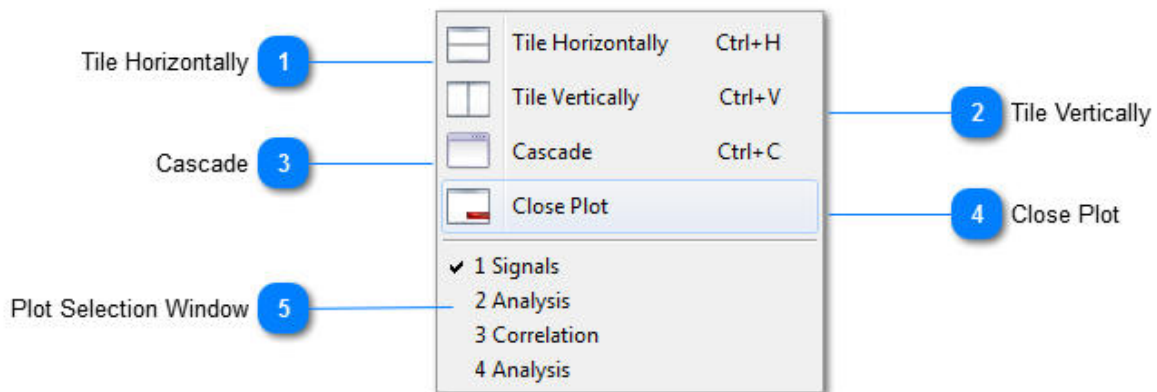 Tile Horizontally 1
Tile Horizontally Ctrl+H
Tile Vertically Ctrl+V
2 Tile Vertically
Cascade 3
Cascade Ctrl+C
Close Plot
4 Close Plot
✔ 1 Signals
2 Analysis
Plot Selection Window 5
3 Correlation
4 Analysis